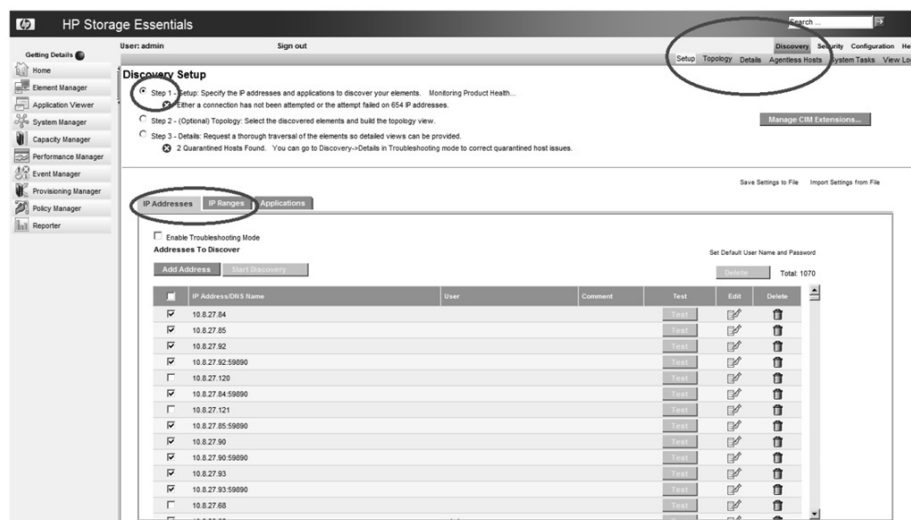 hp HP Storage Essentials
Search ...
User: admin
Sign out
Discovery Security Configuration
Setup Topology Details Agentless Hosts System Tasks
Getting Details
Home
Element Manager
Application Viewer
System Manager
Capacity Manager
Performance Manager
Event Manager
Provisioning Manager
Policy Manager
Reporter
Discovery Setup
Step 1 - Setup: Specify the IP addresses and applications to discover your elements. Monitoring Product Health...
Either a connection has not been attempted or the attempt failed on 654 IP addresses.
Step 2 - (Optional) Topology: Select the discovered elements and build the topology view.
Manage CIM Extensions...
Step 3 - Details: Request a thorough traversal of the elements so detailed views can be provided.
2 Quarantined Hosts Found. You can go to Discovery->Details in Troubleshooting mode to correct quarantined host issues.
Save Settings to File Import Settings from File
IP Addresses IP Ranges Applications
Enable Troubleshooting Mode
Addresses To Discover
Set Default User Name and Password
Add Address Start Discovery
Delete Total: 1070
IP Address/DNS Name User Comment Test Edit Delete
10.8.27.84 Test
10.8.27.85 Test
10.8.27.92 Test
10.8.27.92:59890 Test
10.8.27.120 Test
10.8.27.84:59890 Test
10.8.27.121 Test
10.8.27.85:59890 Test
10.8.27.90 Test
10.8.27.90:59890 Test
10.8.27.93 Test
10.8.27.93:59890 Test
10.8.27.68 Test